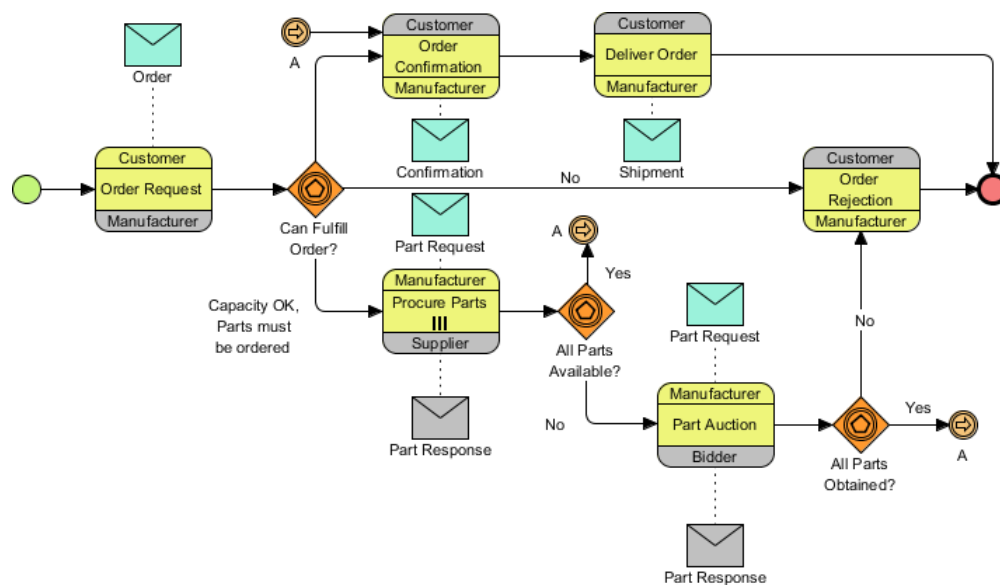 Order
Customer
Order Request
Manufacturer
A
Customer
Order
Confirmation
Manufacturer
Confirmation
Customer
Deliver Order
Manufacturer
Shipment
Can Fulfill
Order?
No
Customer
Order
Rejection
Manufacturer
Capacity OK,
Parts must
be ordered
Part Request
Manufacturer
Procure Parts
Supplier
Part Response
A
Yes
All Parts
Available?
No
Part Request
Manufacturer
Part Auction
Bidder
Part Response
No
Yes
A
All Parts
Obtained?